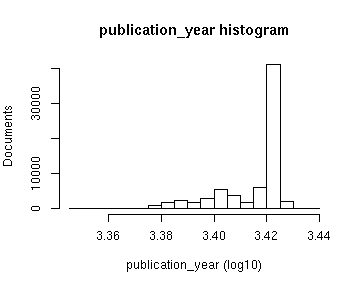 publication_year histogram
Documents
30000
10000
0
3.36 3.38 3.40 3.42 3.44
publication_year (log10)